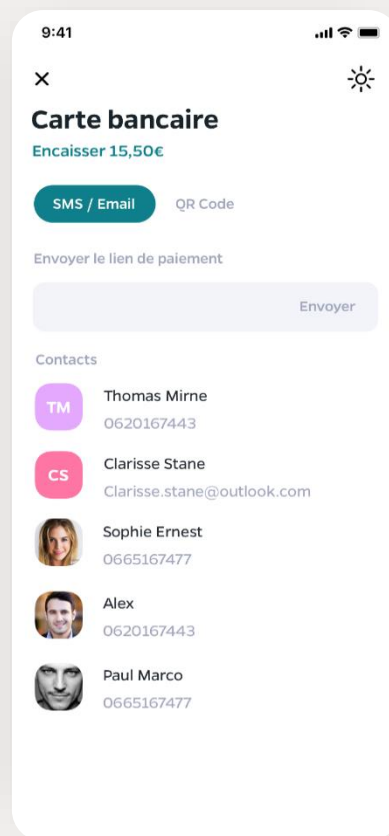 9:41
Carte bancaire
Encaisser 15,50€
SMS / Email QR Code
Envoyer le lien de paiement
Envoyer
Contacts
TM
Thomas Mirne
0620167443
CS
Clarisse Stane
Clarisse.stane@outlook.com
Sophie Ernest
0665167477
Alex
0620167443
Paul Marco
0665167477